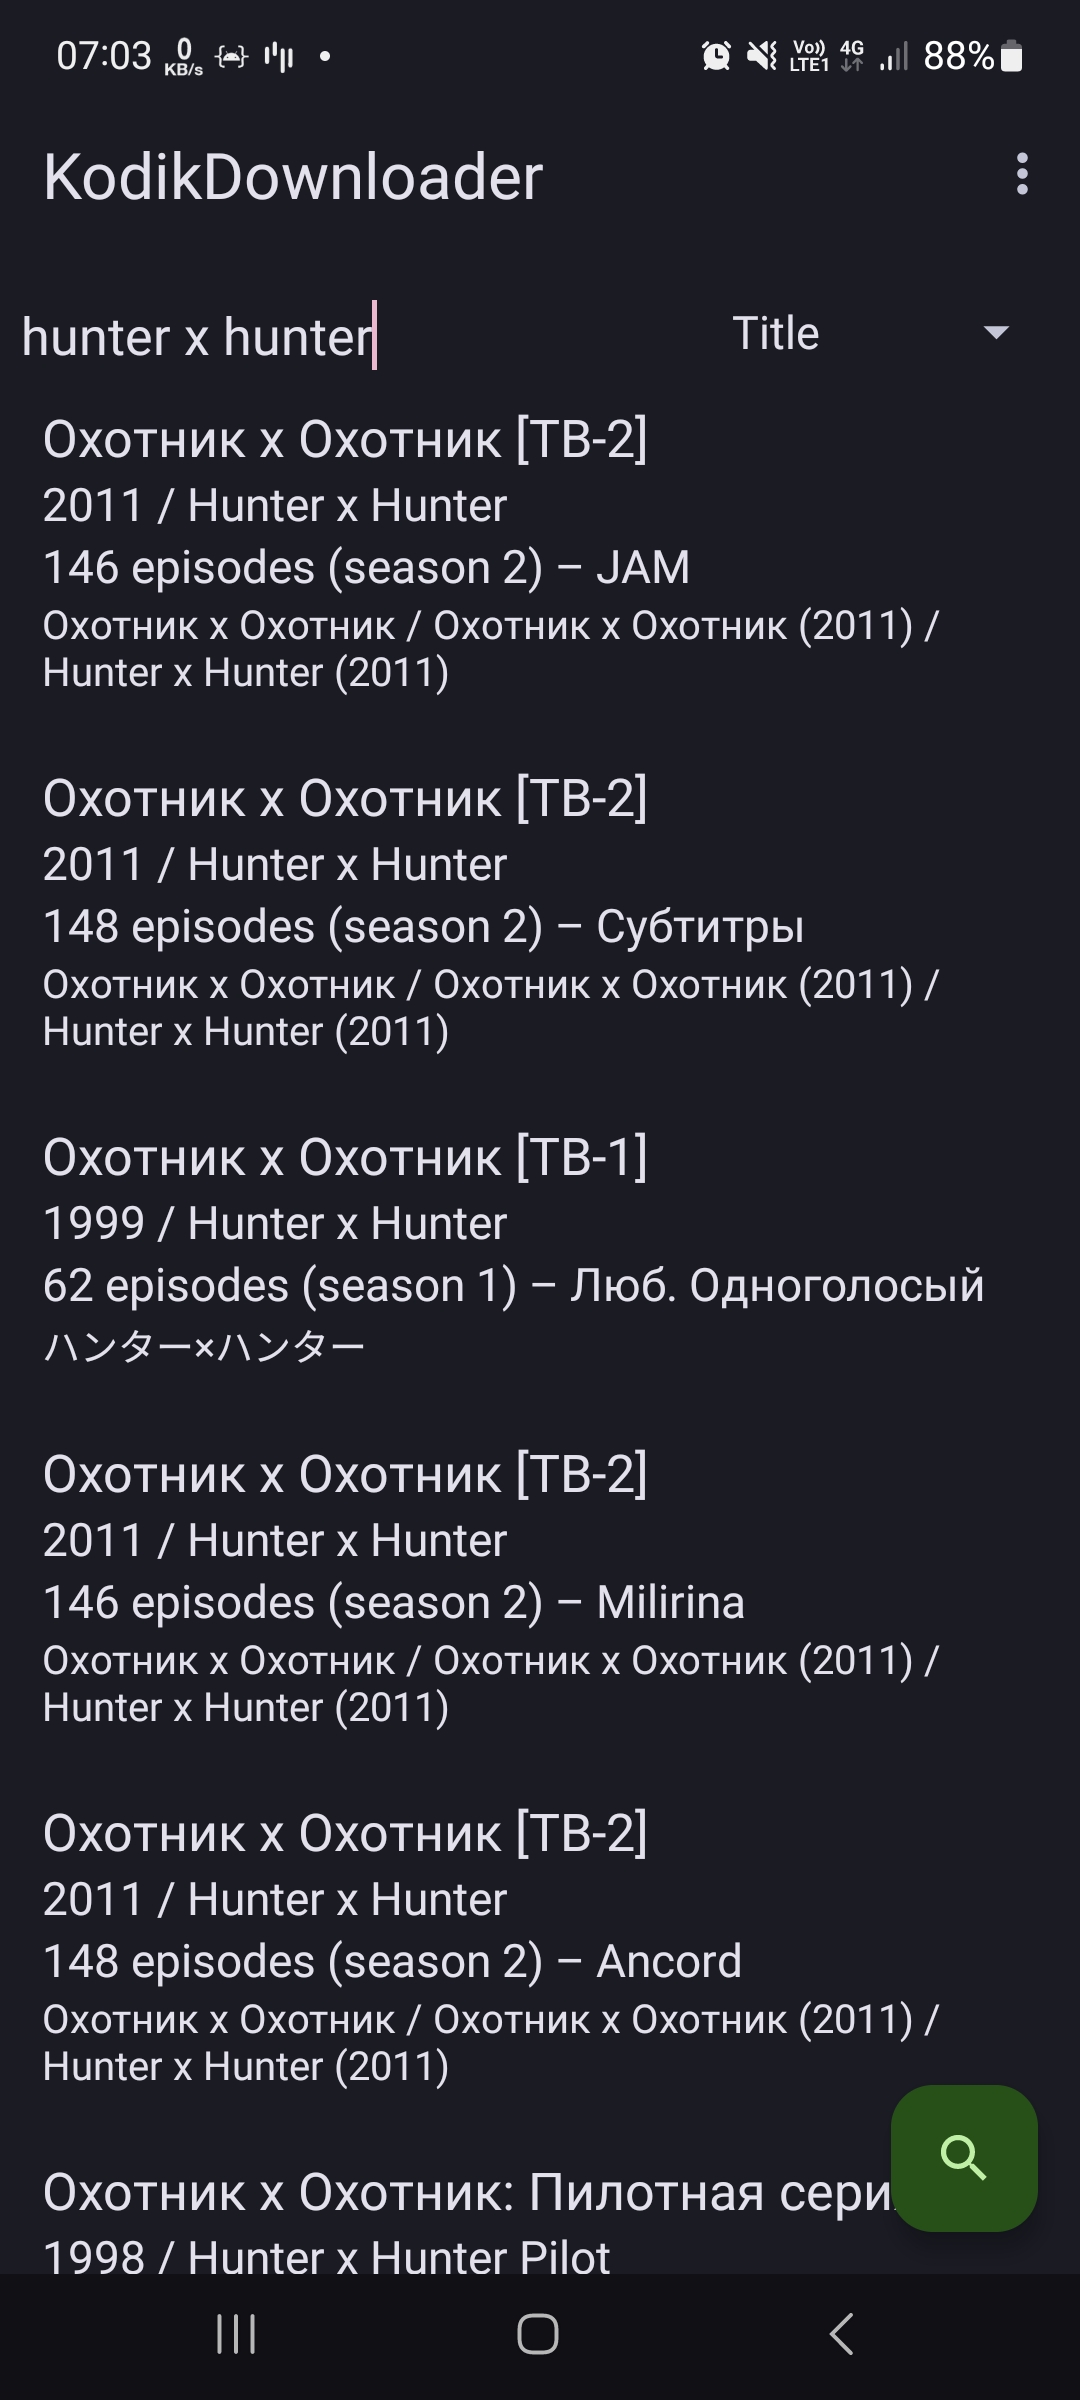 07:03 0 KB/s Vo)) LTE1 4G 88%
KodikDownloader
hunter x hunter Title
Охотник х Охотник [ТВ-2]
2011 / Hunter x Hunter
146 episodes (season 2) – JAM
Охотник х Охотник / Охотник х Охотник (2011) /
Hunter x Hunter (2011)
Охотник х Охотник [ТВ-2]
2011 / Hunter x Hunter
148 episodes (season 2) – Субтитры
Охотник х Охотник / Охотник х Охотник (2011) /
Hunter x Hunter (2011)
Охотник х Охотник [ТВ-1]
1999 / Hunter x Hunter
62 episodes (season 1) – Люб. Одноголосый
ハンター×ハンター
Охотник х Охотник [ТВ-2]
2011 / Hunter x Hunter
146 episodes (season 2) – Milirina
Охотник х Охотник / Охотник х Охотник (2011) /
Hunter x Hunter (2011)
Охотник х Охотник [ТВ-2]
2011 / Hunter x Hunter
148 episodes (season 2) – Ancord
Охотник х Охотник / Охотник х Охотник (2011) /
Hunter x Hunter (2011)
Охотник х Охотник: Пилотная
1998 / Hunter x Hunter Pilot